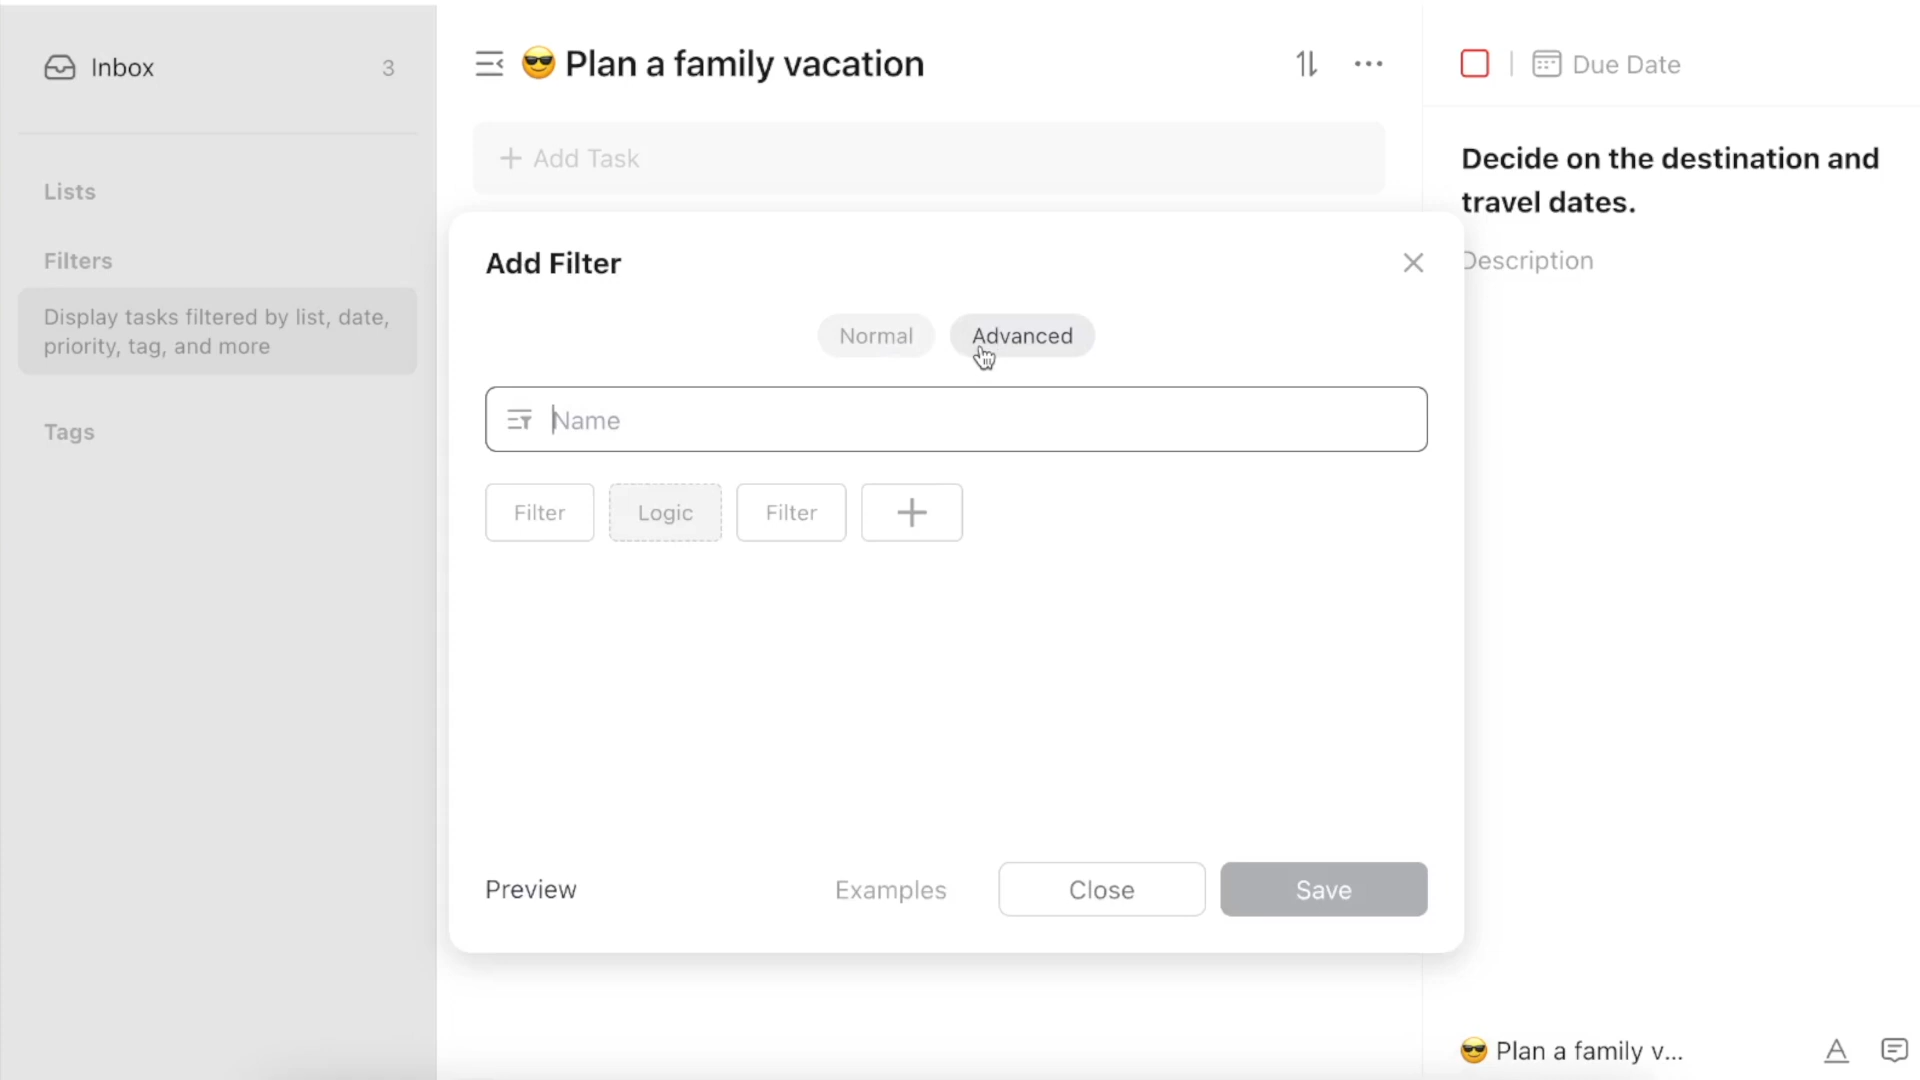 Inbox
3
Lists
Filters
Display tasks filtered by list, date,
priority, tag, and more
Tags
😎 Plan a family vacation
+ Add Task
Add Filter
Normal
Advanced
Name
Filter
Logic
Filter
Preview
Examples
Close
Save
Due Date
Decide on the destination and
travel dates.
Description
😎 Plan a family v...